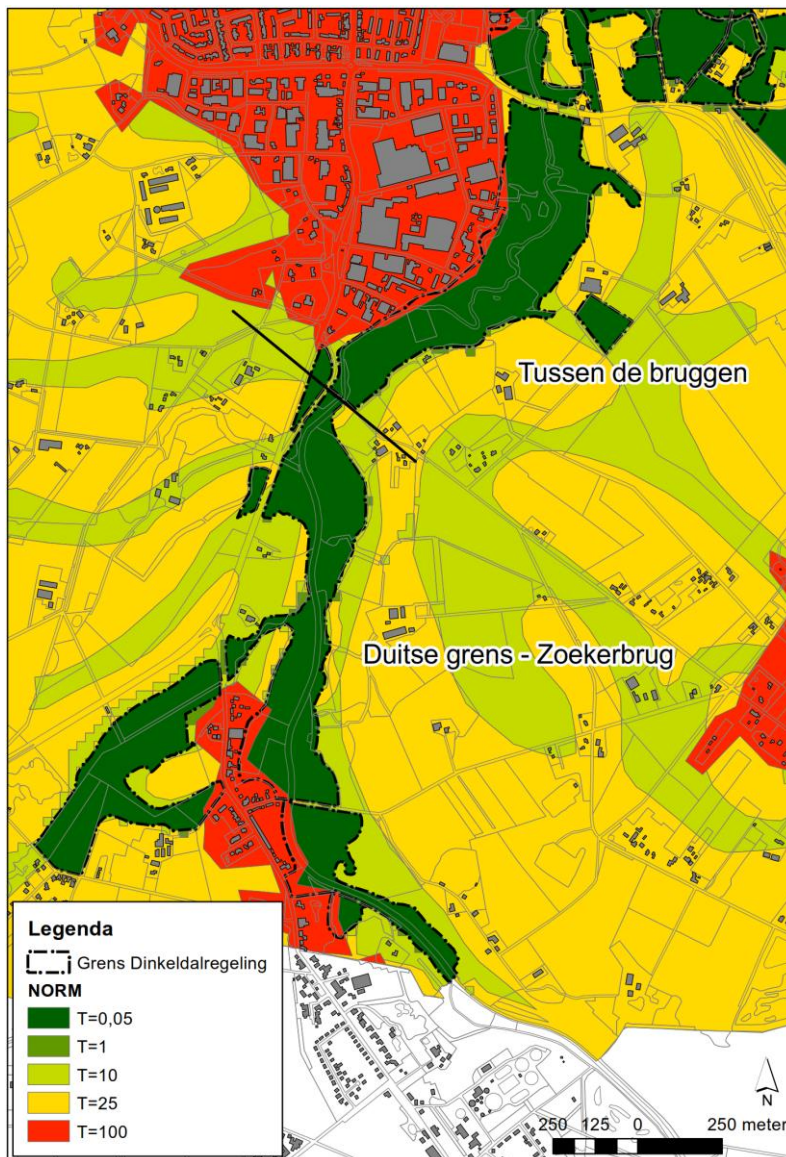 Tussen de bruggen
Duitse grens - Zoekerbrug
Legenda
Grens Dinkeldalregeling
NORM
T=0,05
T=1
T=10
T=25
T=100
N
250 125 0 250 meter